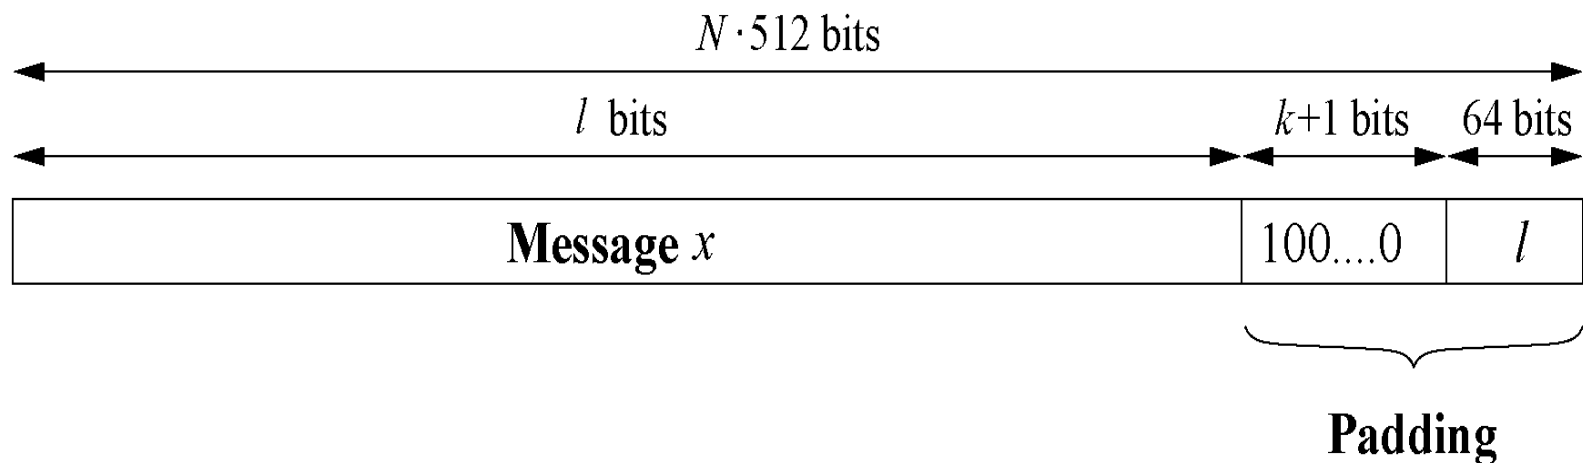 N·512 bits
l bits k+1 bits 64 bits
Message x 100....0 l
Padding